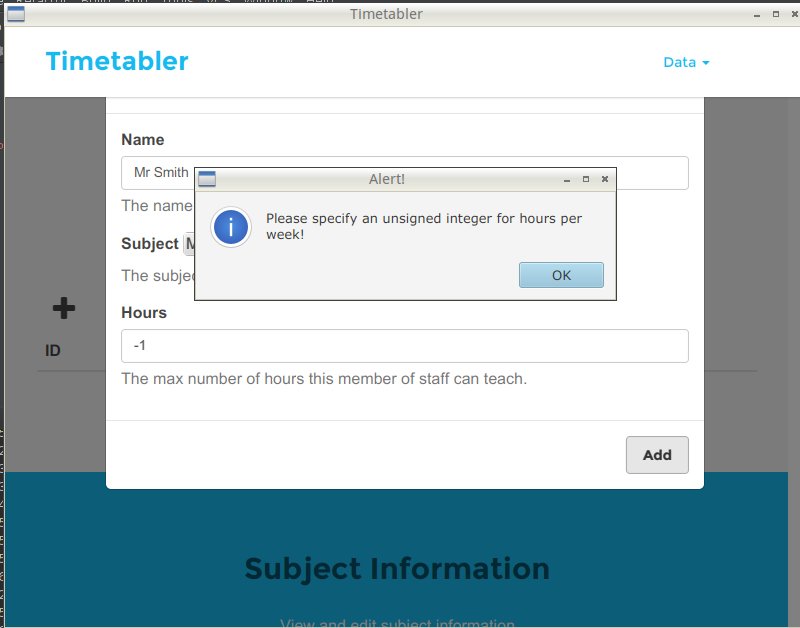 Timetabler
Timetabler
Data
Name
Mr Smith
The name
Alert!
Please specify an unsigned integer for hours per
week!
OK
Subject M
The subjec
Hours
-1
The max number of hours this member of staff can teach.
ID
Add
Subject Information
View and edit subject information